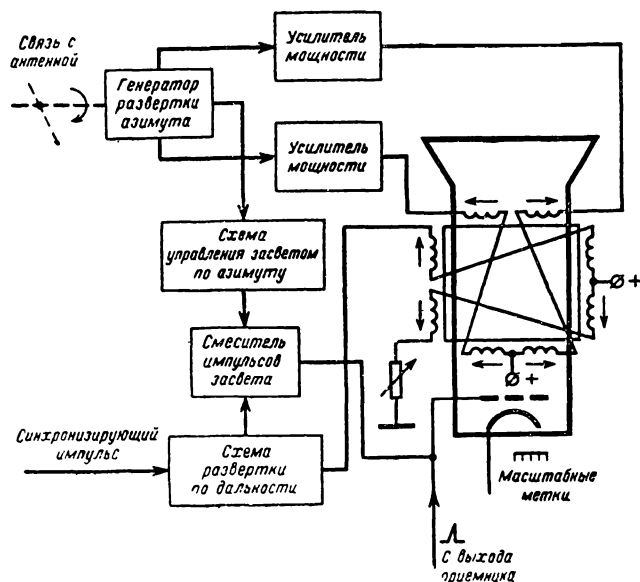 Связь с
антенной
Генератор
развертки
азимута
Усилитель
мощности
Усилитель
мощности
Схема
управления засветом
по азимуту
Смеситель
импульсов
засвета
Синхронизирующий
импульс
Схема
развертки
по дальности
+
+
Масштабные
метки
С выхода
приемника